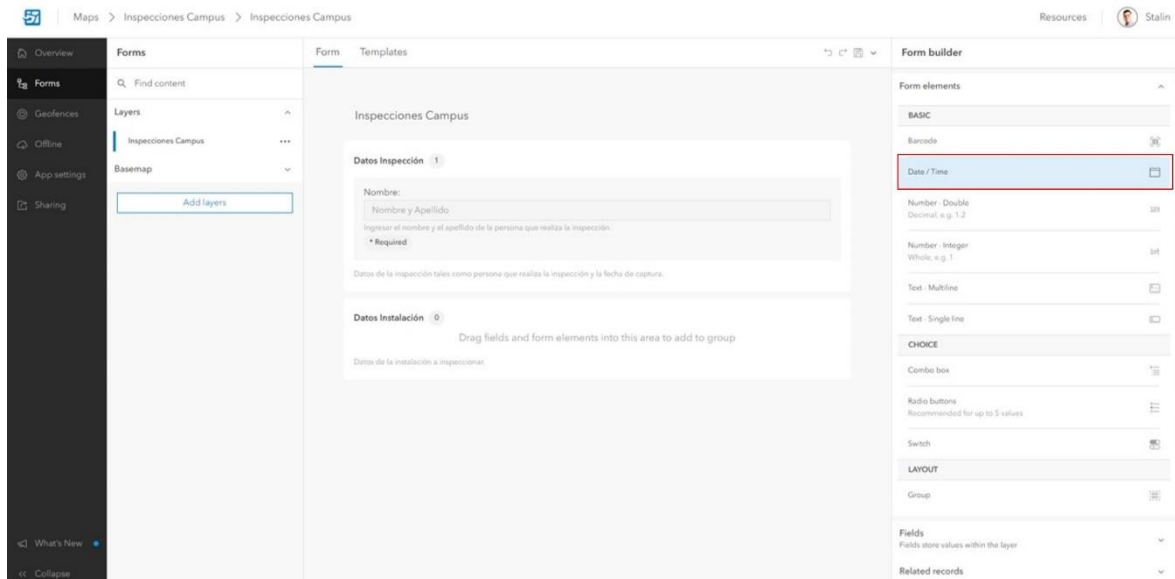 Maps > Inspecciones Campus > Inspecciones Campus
Resources
Stalin
Overview
Forms
Geofences
Offline
App settings
Sharing
What's New
<< Collapse
Forms
Find content
Layers
Inspecciones Campus
Basemap
Add layers
Form Templates
Inspecciones Campus
Datos Inspección 1
Nombre:
Nombre y Apellido
Ingresar el nombre y el apellido de la persona que realiza la inspección.
* Required
Datos de la inspección tales como persona que realiza la inspección y la fecha de captura.
Datos Instalación 0
Drag fields and form elements into this area to add to group
Datos de la instalación a inspeccionar.
Form builder
Form elements
BASIC
Barcode
Date / Time
Number - Double
Decimal, e.g. 1.2
Number - Integer
Whole, e.g. 1
Text - Multiline
Text - Single line
CHOICE
Combo box
Radio buttons
Recommended for up to 5 values
Switch
LAYOUT
Group
Fields
Fields store values within the layer
Related records